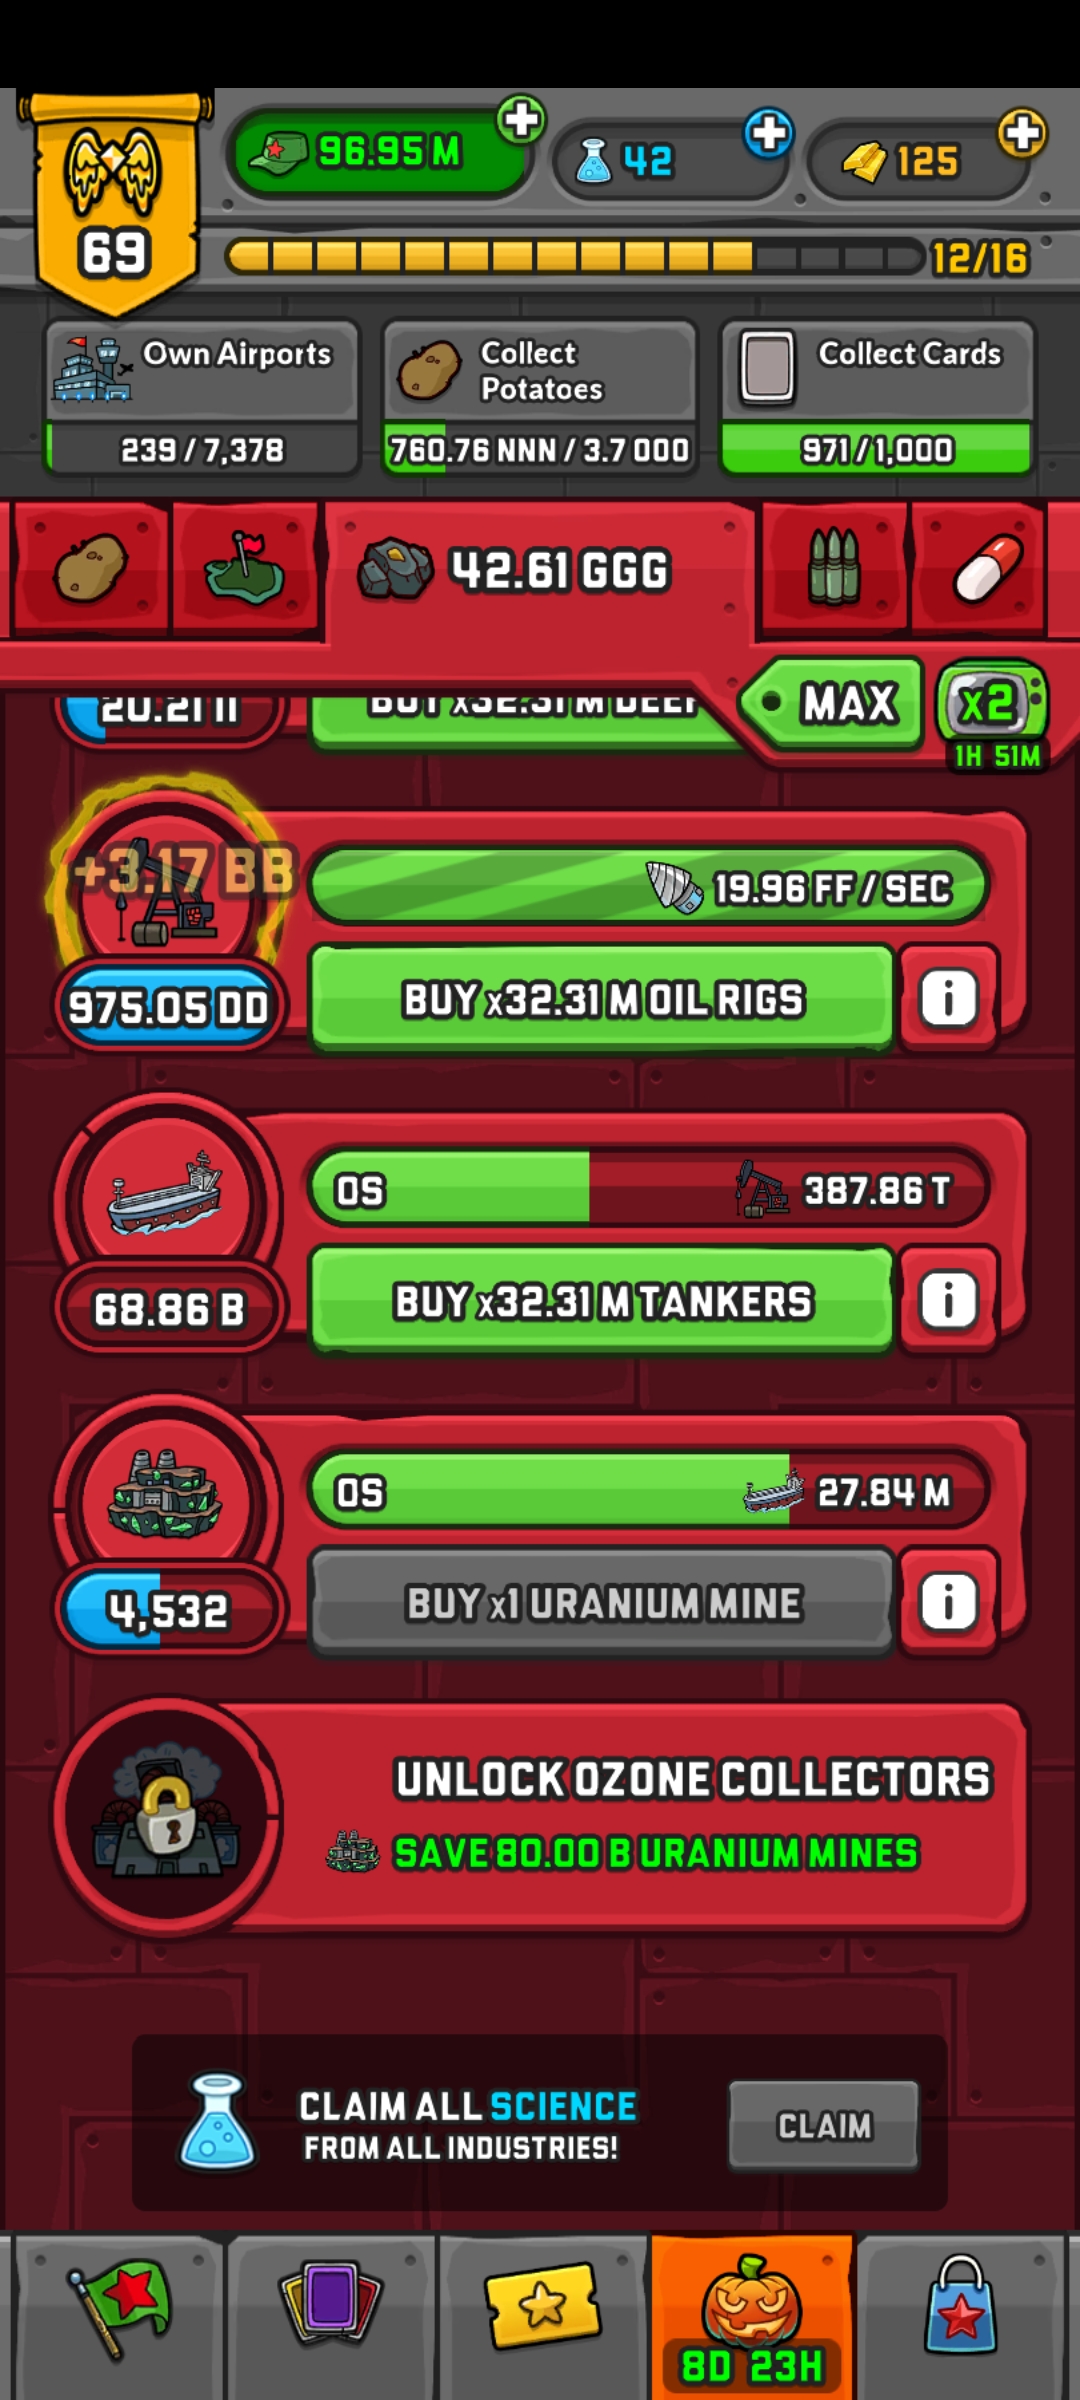 96.95 M
42
125
69
12/16
Own Airports
239 / 7,378
Collect
Potatoes
760.76 NNN / 3.7 OOO
Collect Cards
971 / 1,000
42.61 GGG
MAX
x2
1H 51M
+3.17 BB
19.96 FF / SEC
975.05 DD
BUY x32.31 M OIL RIGS
i
0S
387.86 T
68.86 B
BUY x32.31 M TANKERS
i
0S
27.84 M
4,532
BUY x1 URANIUM MINE
i
UNLOCK OZONE COLLECTORS
SAVE 80.00 B URANIUM MINES
CLAIM ALL SCIENCE
FROM ALL INDUSTRIES!
CLAIM
8D 23H